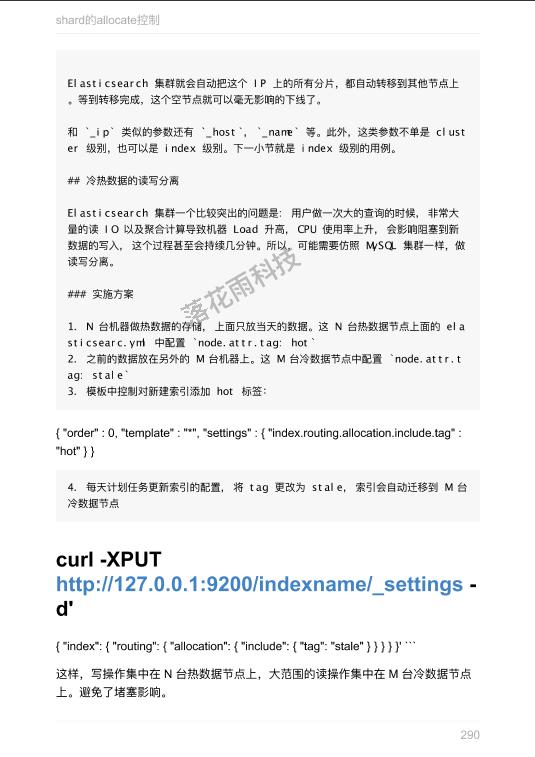 shard的allocate控制
Elasticsearch 集群就会自动把这个 IP 上的所有分片，都自动转移到其他节点上
。等到转移完成，这个空节点就可以毫无影响的下线了。
和 `_ip` 类似的参数还有 `_host`, `_name` 等。此外，这类参数不单是 clust
er 级别，也可以是 index 级别。下一小节就是 index 级别的用例。
## 冷热数据的读写分离
Elasticsearch 集群一个比较突出的问题是： 用户做一次大的查询的时候， 非常大
量的读 IO 以及聚合计算导致机器 Load 升高， CPU 使用率上升， 会影响阻塞到新
数据的写入， 这个过程甚至会持续几分钟。所以，可能需要仿照 MySQL 集群一样，做
读写分离。
### 实施方案
1. N 台机器做热数据的存储， 上面只放当天的数据。这 N 台热数据节点上面的 ela
sticsearc.yml 中配置 `node.attr.tag: hot`
2. 之前的数据放在另外的 M 台机器上。这 M 台冷数据节点中配置 `node.attr.t
ag: stale`
3. 模板中控制对新建索引添加 hot 标签：
{ "order" : 0, "template" : "*", "settings" : { "index.routing.allocation.include.tag" :
"hot" } }
4. 每天计划任务更新索引的配置， 将 tag 更改为 stale， 索引会自动迁移到 M 台
冷数据节点
curl -XPUT
http://127.0.0.1:9200/indexname/_settings -
d'
{ "index": { "routing": { "allocation": { "include": { "tag": "stale" } } } } }' ```
这样，写操作集中在 N 台热数据节点上，大范围的读操作集中在 M 台冷数据节点
上。避免了堵塞影响。
290
落花雨科技